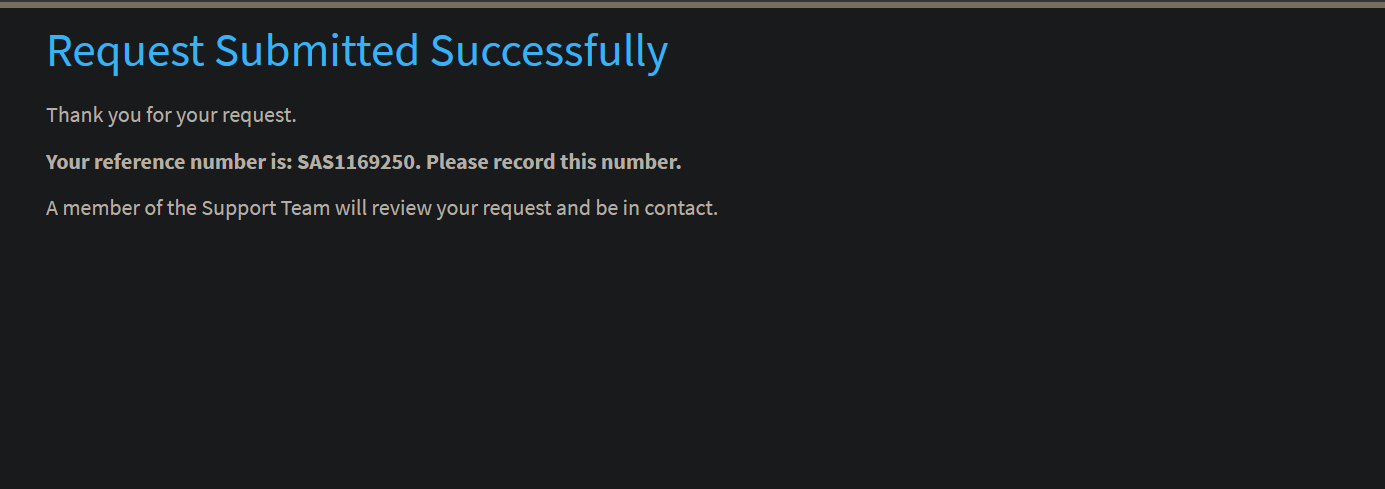 Request Submitted Successfully
Thank you for your request.
Your reference number is: SAS1169250. Please record this number.
A member of the Support Team will review your request and be in contact.